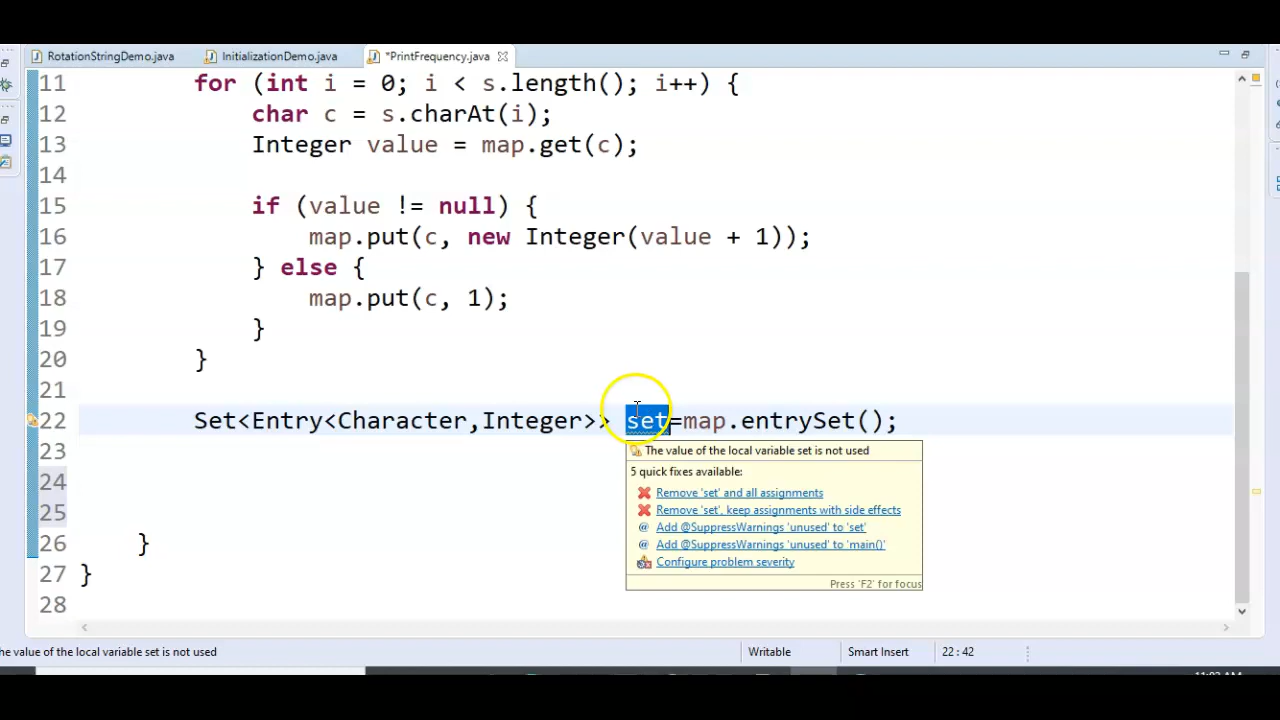 RotationStringDemo.java InitializationDemo.java *PrintFrequency.java
11 for (int i = 0; i < s.length(); i++) {
12 char c = s.charAt(i);
13 Integer value = map.get(c);
14
15 if (value != null) {
16 map.put(c, new Integer(value + 1));
17 } else {
18 map.put(c, 1);
19 }
20 }
21
22 Set<Entry<Character,Integer>> set=map.entrySet();
23 The value of the local variable set is not used
5 quick fixes available:
24 Remove 'set' and all assignments
Remove 'set', keep assignments with side effects
25 Add @SuppressWarnings 'unused' to 'set'
26 } Add @SuppressWarnings 'unused' to 'main()'
Configure problem severity
27 } Press 'F2' for focus
28
he value of the local variable set is not used Writable Smart Insert 22 : 42